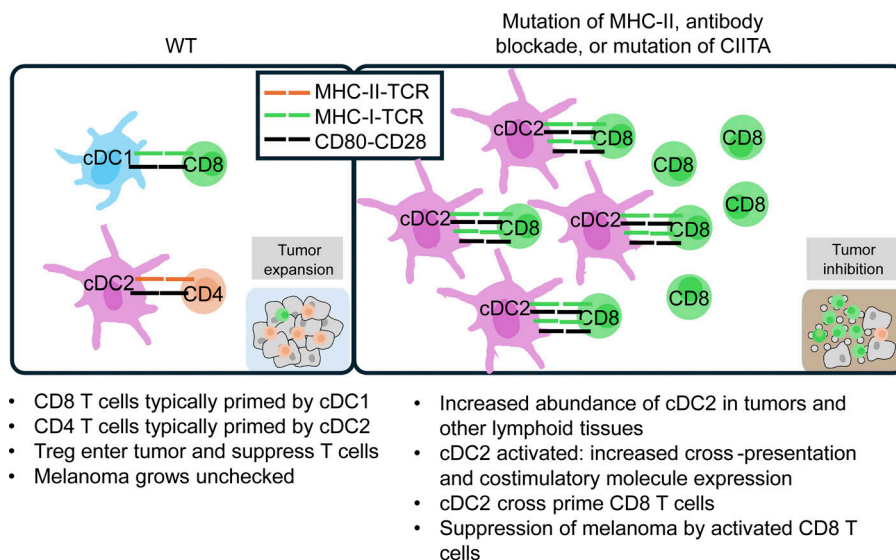 WT
Mutation of MHC-II, antibody
blockade, or mutation of CIITA
MHC-II-TCR
MHC-I-TCR
CD80-CD28
cDC1
CD8
cDC2
CD4
Tumor
expansion
cDC2
CD8
CD8
CD8
CD8
cDC2
CD8
cDC2
CD8
cDC2
CD8
CD8
Tumor
inhibition
• CD8 T cells typically primed by cDC1
• CD4 T cells typically primed by cDC2
• Treg enter tumor and suppress T cells
• Melanoma grows unchecked
• Increased abundance of cDC2 in tumors and
other lymphoid tissues
• cDC2 activated: increased cross-presentation
and costimulatory molecule expression
• cDC2 cross prime CD8 T cells
• Suppression of melanoma by activated CD8 T
cells